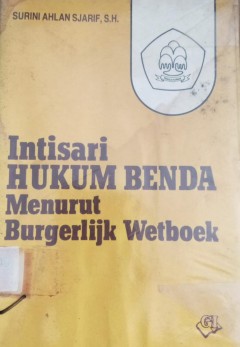 SURINI AHLAN SJARIF, S.H.
Intisari
HUKUM BENDA
Menurut
Burgerlijk Wetboek